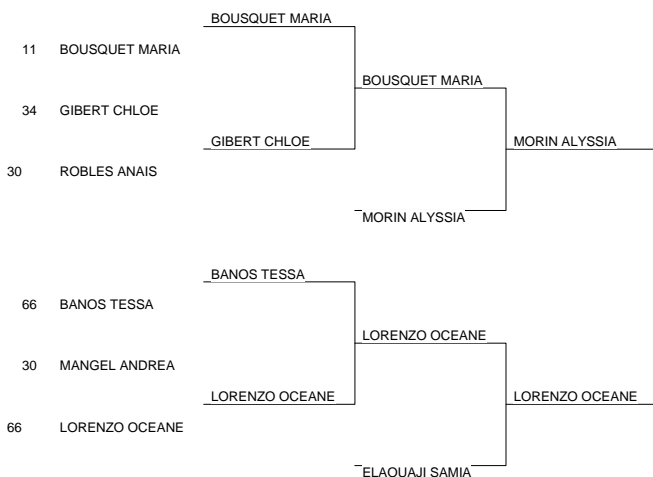 BOUSQUET MARIA
11 BOUSQUET MARIA
BOUSQUET MARIA
34 GIBERT CHLOE
GIBERT CHLOE
MORIN ALYSSIA
30 ROBLES ANAIS
MORIN ALYSSIA
BANOS TESSA
66 BANOS TESSA
LORENZO OCEANE
30 MANGEL ANDREA
LORENZO OCEANE
LORENZO OCEANE
66 LORENZO OCEANE
ELAOUAJI SAMIA